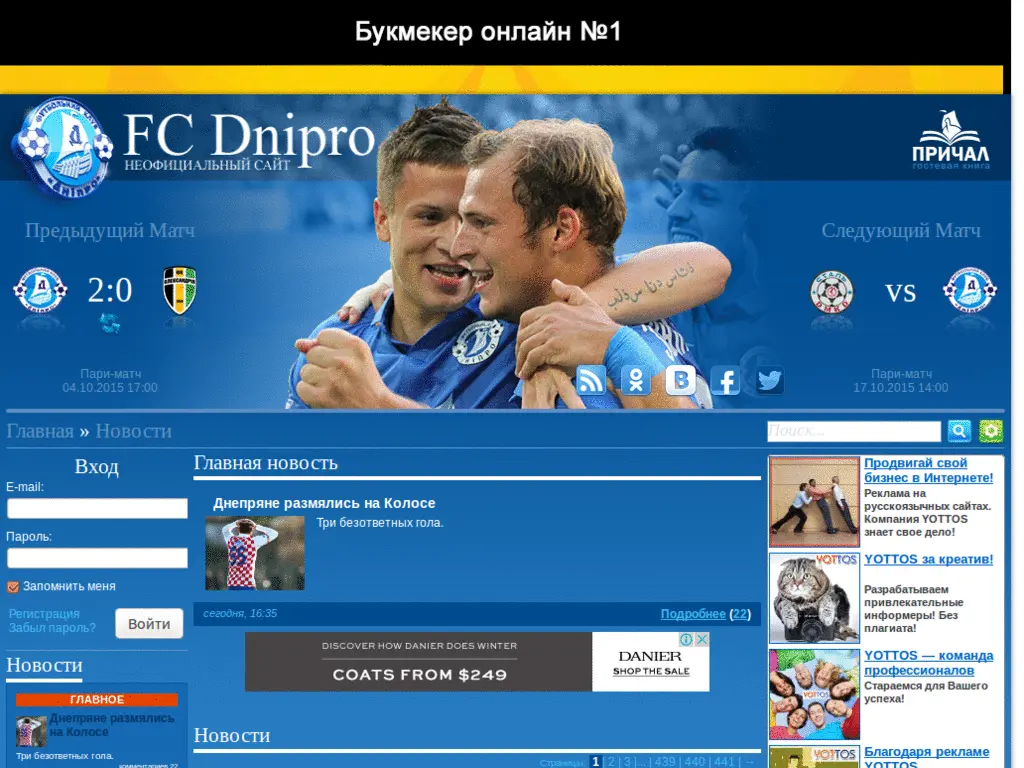 Букмекер онлайн №1
FC Dnipro
НЕОФИЦИАЛЬНЫЙ САЙТ
ПРИЧАЛ
гостевая книга
Предыдущий Матч
2:0
Пари-матч
04.10.2015 17:00
Следующий Матч
vs
Пари-матч
17.10.2015 14:00
Главная » Новости
Поиск...
Вход
E-mail:
Пароль:
Запомнить меня
Регистрация
Забыл пароль?
Войти
Новости
ГЛАВНОЕ
Днепряне размялись
на Колосе
Три безответных гола.
комментариев 22
Главная новость
Днепряне размялись на Колосе
Три безответных гола.
сегодня, 16:35
Подробнее (22)
DISCOVER HOW DANIER DOES WINTER
COATS FROM $249
DANIER
SHOP THE SALE
Новости
Страницы: 1 | 2 | 3 |...| 439 | 440 | 441 | →
Продвигай свой
бизнес в Интернете!
Реклама на
русскоязычных сайтах.
Компания YOTTOS
знает свое дело!
YOTTOS за креатив!
Разрабатываем
привлекательные
информеры! Без
плагиата!
YOTTOS — команда
профессионалов
Стараемся для Вашего
успеха!
Благодаря рекламе
YOTTOS